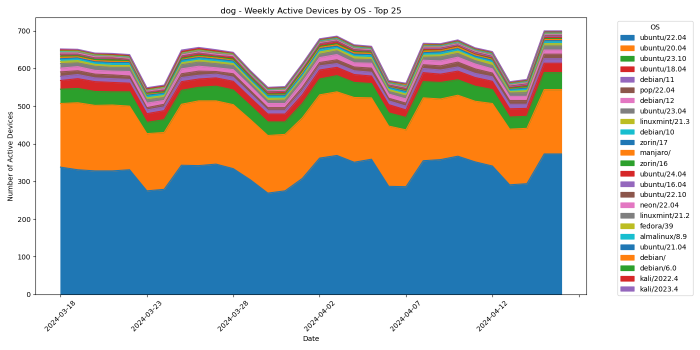 dog - Weekly Active Devices by OS - Top 25
Number of Active Devices
700
600
500
400
300
200
100
0
2024-03-18
2024-03-23
2024-03-28
2024-04-02
2024-04-07
2024-04-12
Date
OS
ubuntu/22.04
ubuntu/20.04
ubuntu/23.10
ubuntu/18.04
debian/11
pop/22.04
debian/12
ubuntu/23.04
linuxmint/21.3
debian/10
zorin/17
manjaro/
zorin/16
ubuntu/24.04
ubuntu/16.04
ubuntu/22.10
neon/22.04
linuxmint/21.2
fedora/39
almalinux/8.9
ubuntu/21.04
debian/
debian/6.0
kali/2022.4
kali/2023.4